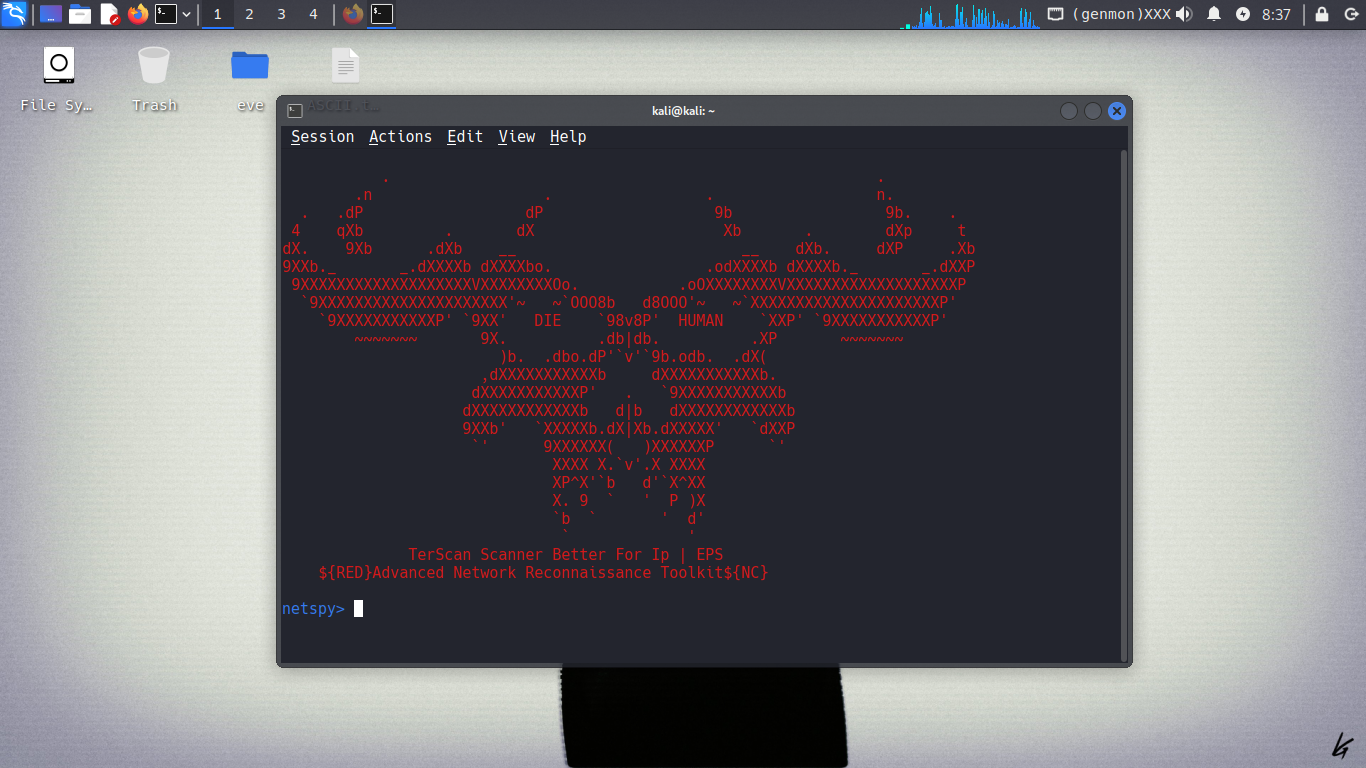 1 2 3 4 (genmon)XXX 8:37
File Sy… Trash eve ASCII.t…
kali@kali: ~
Session Actions Edit View Help
                                                                  
           .                                                      .
        .n                   .                 .                  n.
  .   .dP                  dP                   9b                 9b.    .
 4    qXb         .       dX                     Xb       .        dXp     t
dX.    9Xb      .dXb    __                         __    dXb.     dXP     .Xb
9XXb._       _.dXXXXb dXXXXbo.                 .odXXXXb dXXXXb._       _.dXXP
 9XXXXXXXXXXXXXXXXXXXVXXXXXXXXOo.           .oOXXXXXXXXVXXXXXXXXXXXXXXXXXXXP
  `9XXXXXXXXXXXXXXXXXXXXX'~   ~`OOO8b   d8OOO'~   ~`XXXXXXXXXXXXXXXXXXXXXP'
    `9XXXXXXXXXXXP' `9XX'   DIE    `98v8P'  HUMAN    `XXP' `9XXXXXXXXXXXP'
        ~~~~~~~       9X.          .db|db.          .XP       ~~~~~~~
                        )b.  .dbo.dP'`v'`9b.odb.  .dX(
                      ,dXXXXXXXXXXXb     dXXXXXXXXXXXb.
                     dXXXXXXXXXXXP'   .   `9XXXXXXXXXXXb
                    dXXXXXXXXXXXXb   d|b   dXXXXXXXXXXXXb
                    9XXb'   `XXXXXb.dX|Xb.dXXXXX'   `dXXP
                     `'      9XXXXXX(   )XXXXXXP      `'
                              XXXX X.`v'.X XXXX
                              XP^X'`b   d'`X^XX
                              X. 9  `   '  P )X
                              `b  `       '  d'
                               `             '
TerScan Scanner Better For Ip | EPS
${RED}Advanced Network Reconnaissance Toolkit${NC}
netspy>